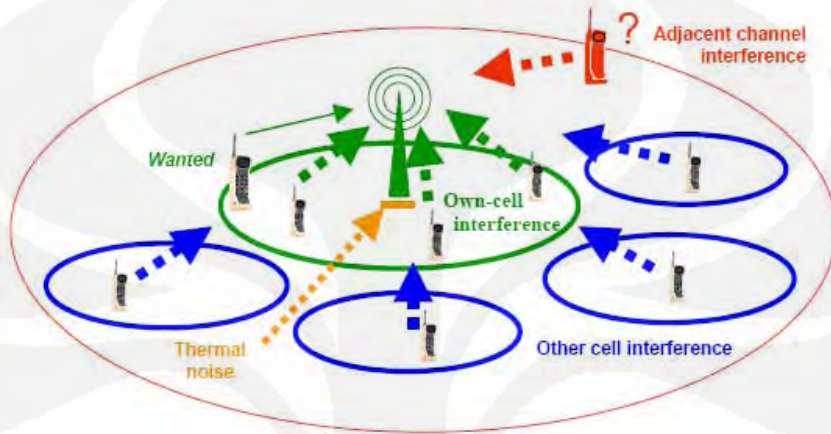 ?
Adjacent channel
interference
Wanted
Own-cell
interference
Thermal
noise
Other cell interference